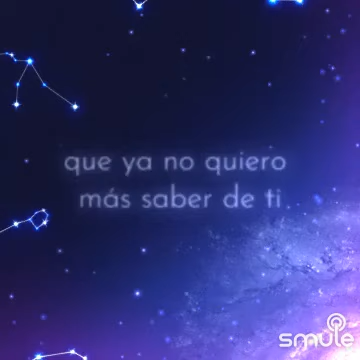 que ya no quiero
más saber de ti
smule